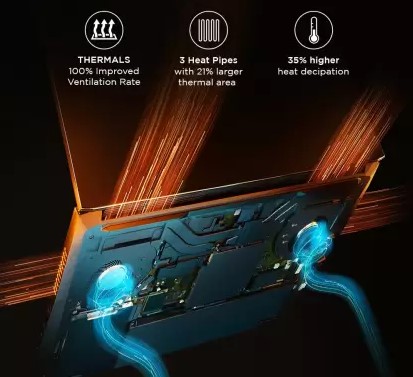 THERMALS
100% Improved
Ventilation Rate
3 Heat Pipes
with 21% larger
thermal area
35% higher
heat decipation